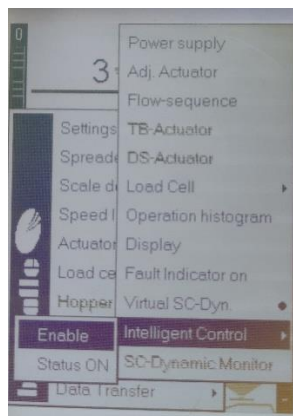 0
3
Power supply
Adj. Actuator
Flow-sequence
TB-Actuator
DS-Actuator
Load Cell
Operation histogram
Display
Fault Indicator on
Virtual SC-Dyn.
Intelligent Control
SC-Dynamic Monitor
Settings
Scale
Speed
Actuator
Load
Hopper
Data Transfer
Enable
Status ON